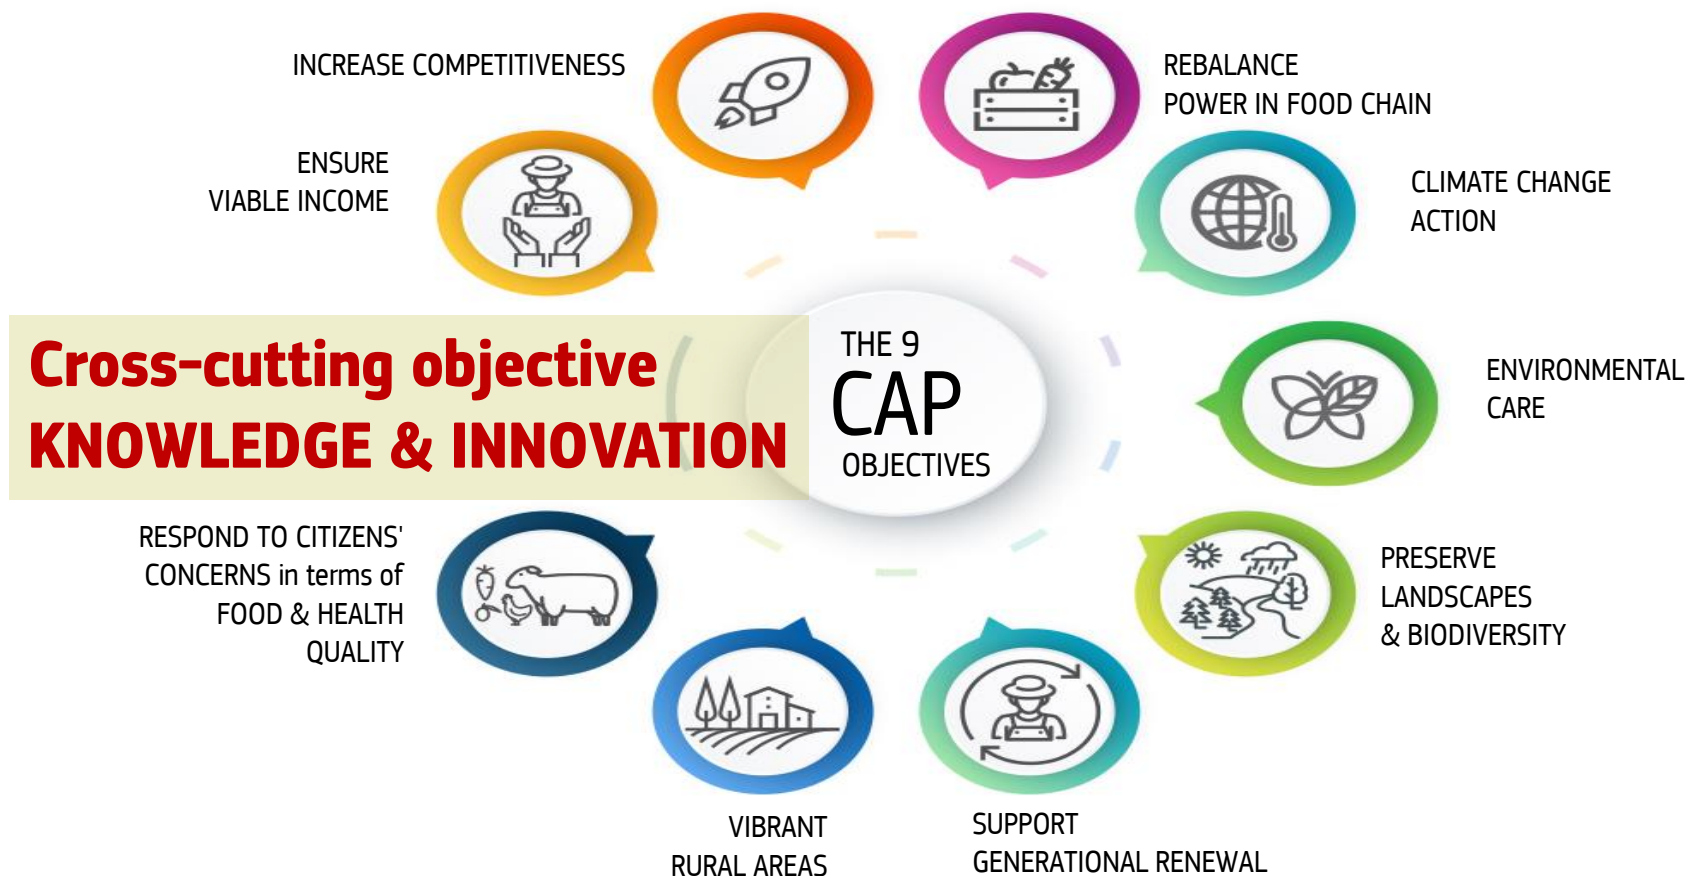 INCREASE COMPETITIVENESS
REBALANCE
POWER IN FOOD CHAIN
ENSURE
VIABLE INCOME
CLIMATE CHANGE
ACTION
Cross-cutting objective
KNOWLEDGE & INNOVATION
THE 9
CAP
OBJECTIVES
ENVIRONMENTAL
CARE
RESPOND TO CITIZENS'
CONCERNS in terms of
FOOD & HEALTH
QUALITY
PRESERVE
LANDSCAPES
& BIODIVERSITY
VIBRANT
RURAL AREAS
SUPPORT
GENERATIONAL RENEWAL